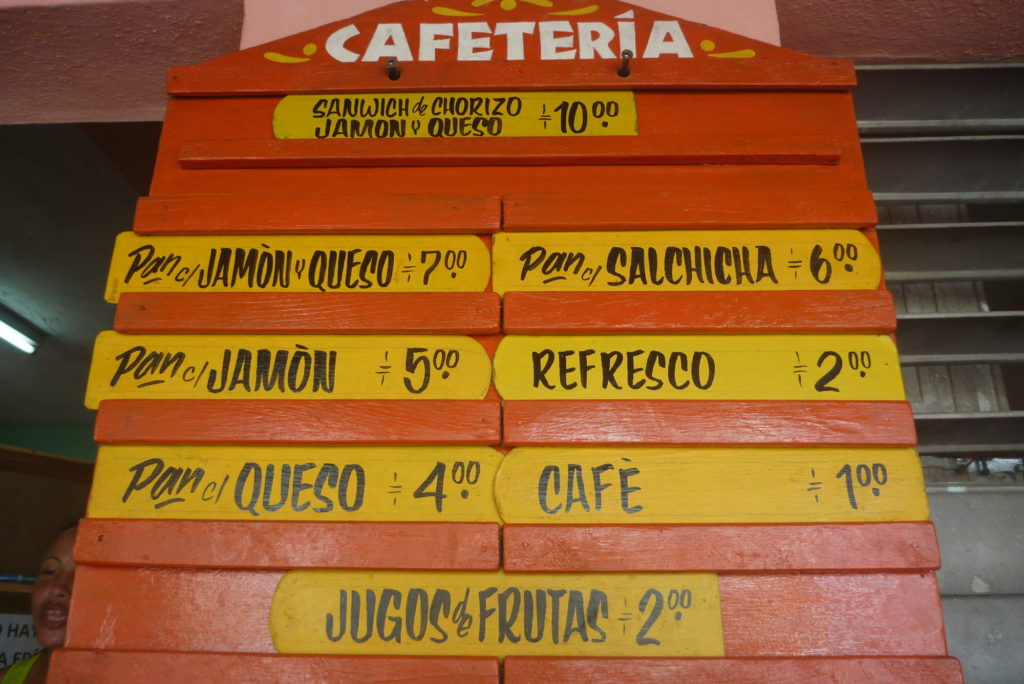 CAFETERÍA
SANWICH de CHORIZO
JAMON Y QUESO 10.00
Pan c/ JAMÒN Y QUESO 7.00
Pan c/ SALCHICHA 6.00
Pan c/ JAMÒN 5.00
REFRESCO 2.00
Pan c/ QUESO 4.00
CAFÈ 1.00
JUGOS de FRUTAS 2.00
HAY